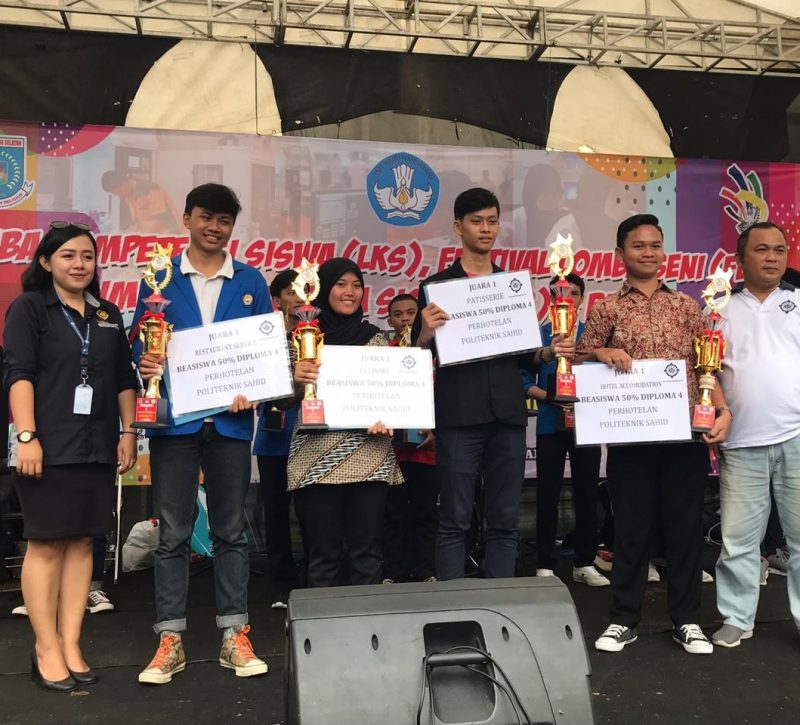 SISWA (LKS),
SENI
JUARA 1
RESTAURANT SERVICE
BEASISWA 50% DIPLOMA 4
PERHOTELAN
POLITEKNIK SAHID
JUARA 1
CULINARY
BEASISWA 50% DIPLOMA 4
PERHOTELAN
POLITEKNIK SAHID
JUARA 1
PATISSERIE
BEASISWA 50% DIPLOMA 4
PERHOTELAN
POLITEKNIK SAHID
JUARA 1
HOTEL ACCOMODATION
BEASISWA 50% DIPLOMA 4
PERHOTELAN
POLITEKNIK SAHID